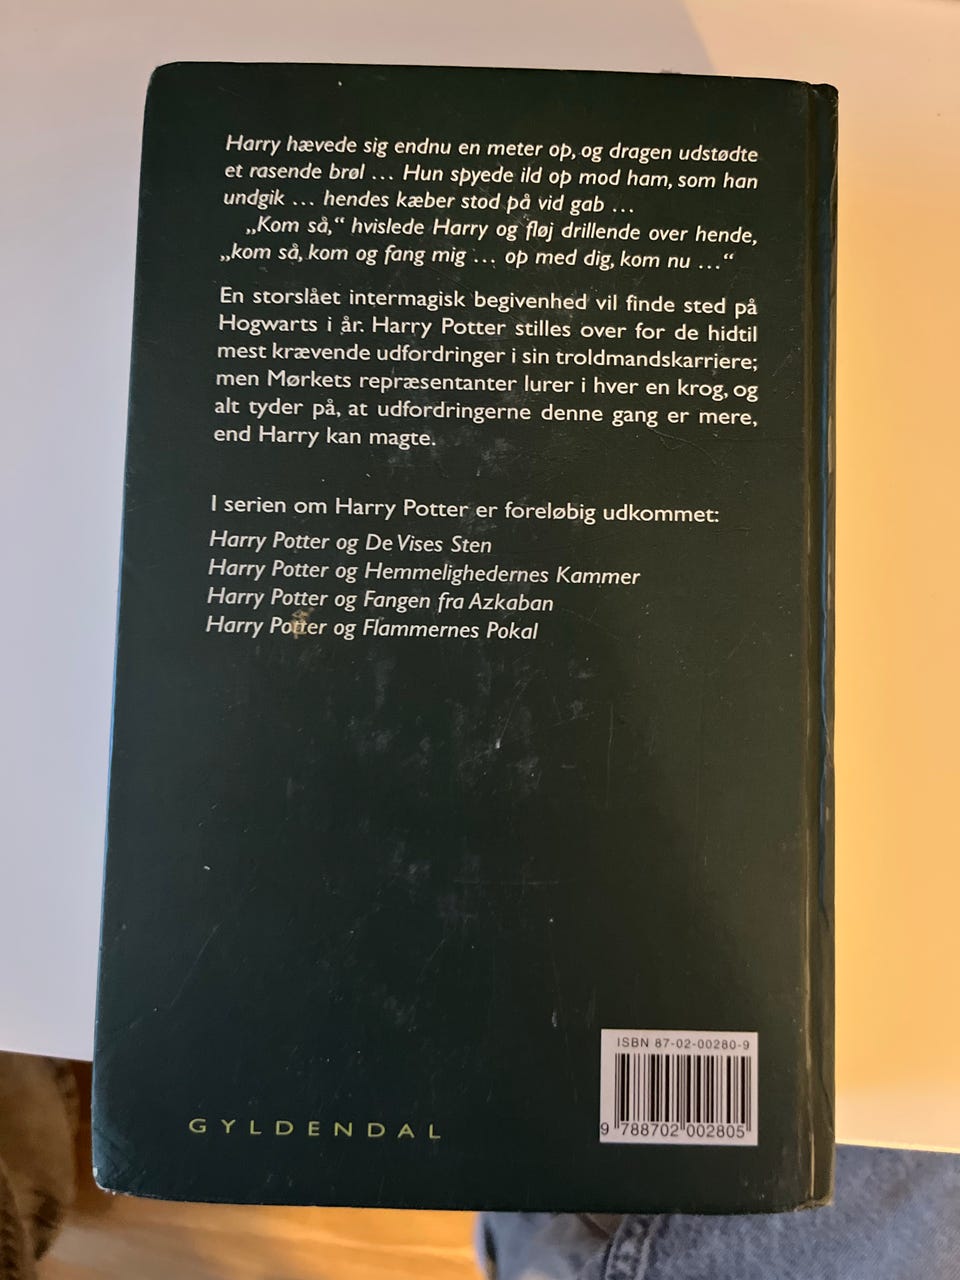 Harry hævede sig endnu en meter op, og dragen udstødte
et rasende brøl ... Hun spyede ild op mod ham, som han
undgik ... hendes kæber stod på vid gab ...
„Kom så,“ hvislede Harry og fløj drillende over hende,
„kom så, kom og fang mig ... op med dig, kom nu ...“
En storslået intermagisk begivenhed vil finde sted på
Hogwarts i år. Harry Potter stilles over for de hidtil
mest krævende udfordringer i sin troldmandskarriere;
men Mørkets repræsentanter lurer i hver en krog, og
alt tyder på, at udfordringerne denne gang er mere,
end Harry kan magte.
I serien om Harry Potter er foreløbig udkommet:
Harry Potter og De Vises Sten
Harry Potter og Hemmelighedernes Kammer
Harry Potter og Fangen fra Azkaban
Harry Potter og Flammernes Pokal
ISBN 87-02-00280-9
9 788702 002805
GYLDENDAL